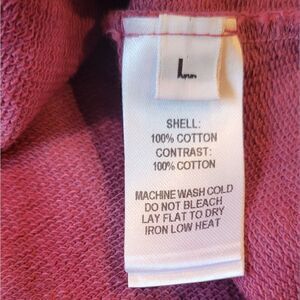 L
SHELL:
100% COTTON
CONTRAST:
100% COTTON
MACHINE WASH COLD
DO NOT BLEACH
LAY FLAT TO DRY
IRON LOW HEAT